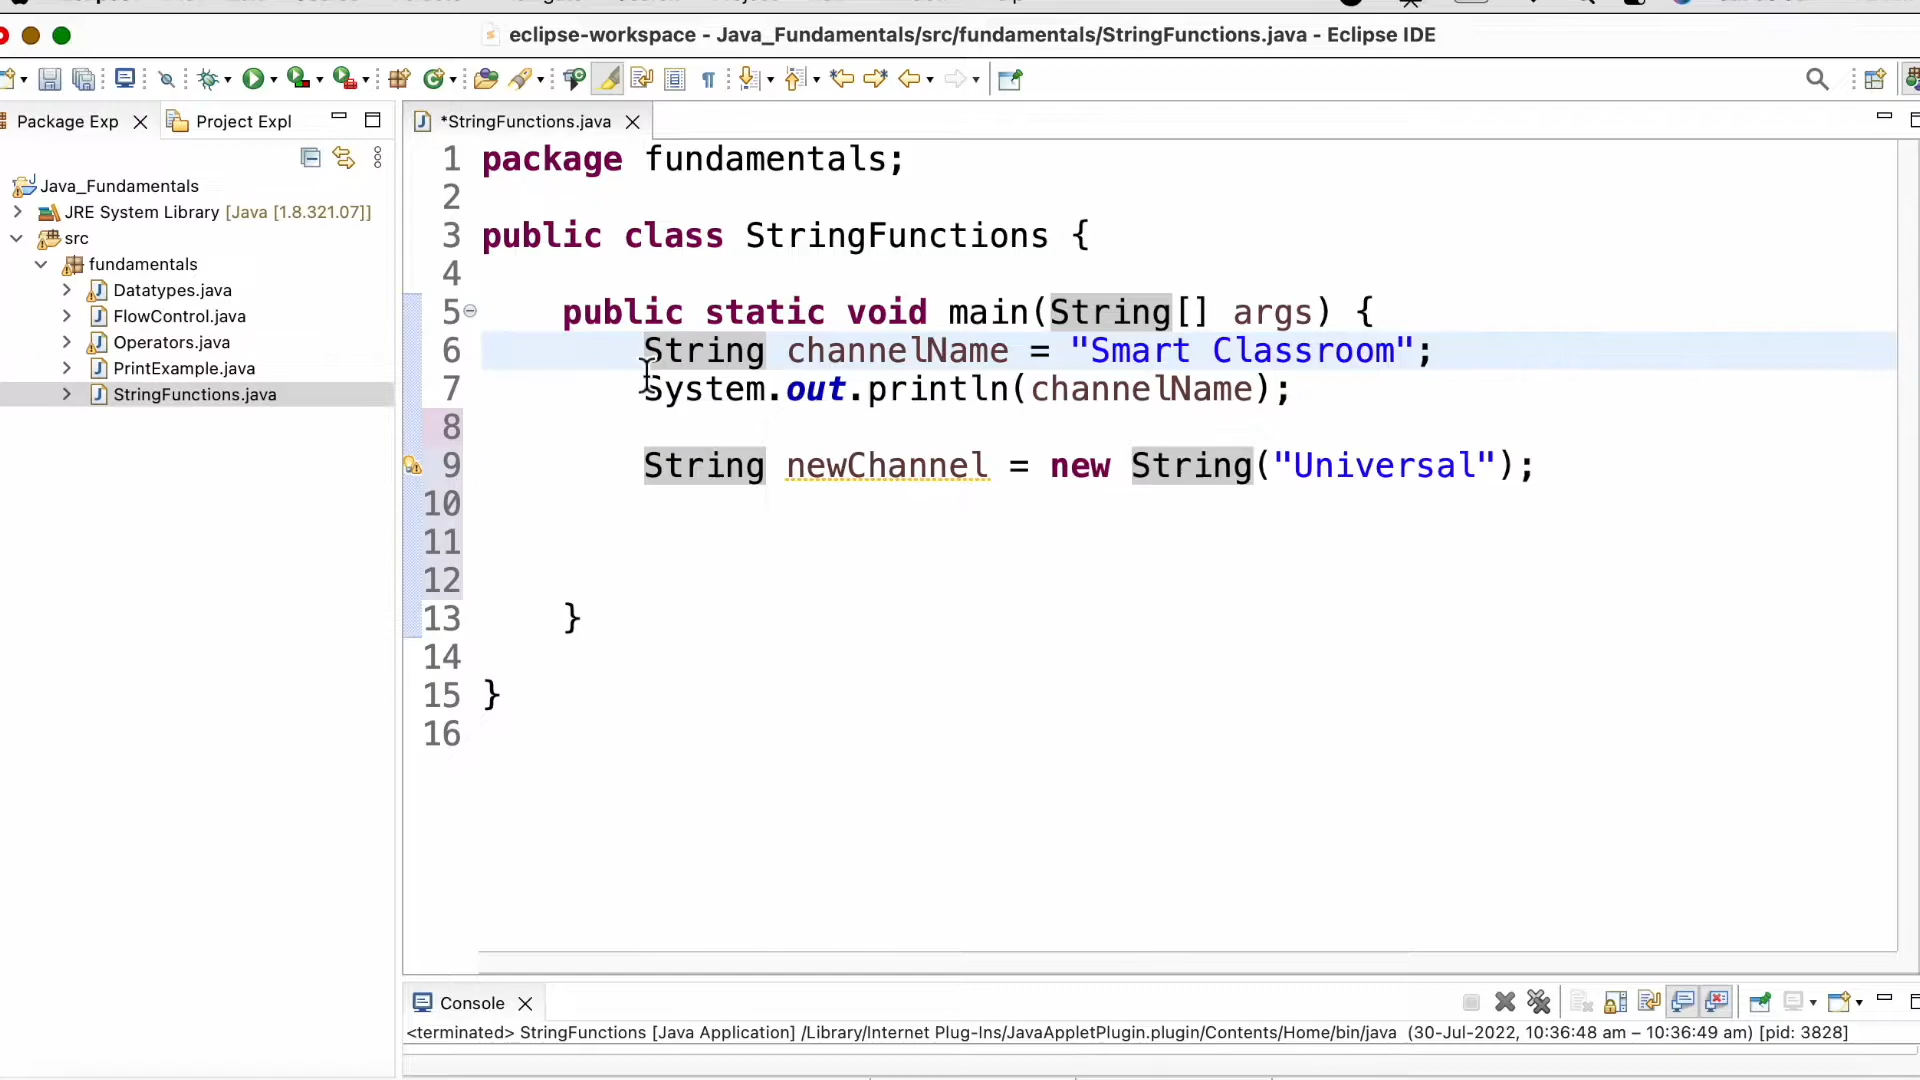 eclipse-workspace - Java_Fundamentals/src/fundamentals/StringFunctions.java - Eclipse IDE
Package Exp
Project Expl
*StringFunctions.java
Java_Fundamentals
JRE System Library [Java [1.8.321.07]]
src
fundamentals
Datatypes.java
FlowControl.java
Operators.java
PrintExample.java
StringFunctions.java
1 package fundamentals;
2
3 public class StringFunctions {
4
5 public static void main(String[] args) {
6 String channelName = "Smart Classroom";
7 System.out.println(channelName);
8
9 String newChannel = new String("Universal");
10
11
12
13 }
14
15 }
16
Console
<terminated> StringFunctions [Java Application] /Library/Internet Plug-Ins/JavaAppletPlugin.plugin/Contents/Home/bin/java (30-Jul-2022, 10:36:48 am – 10:36:49 am) [pid: 3828]